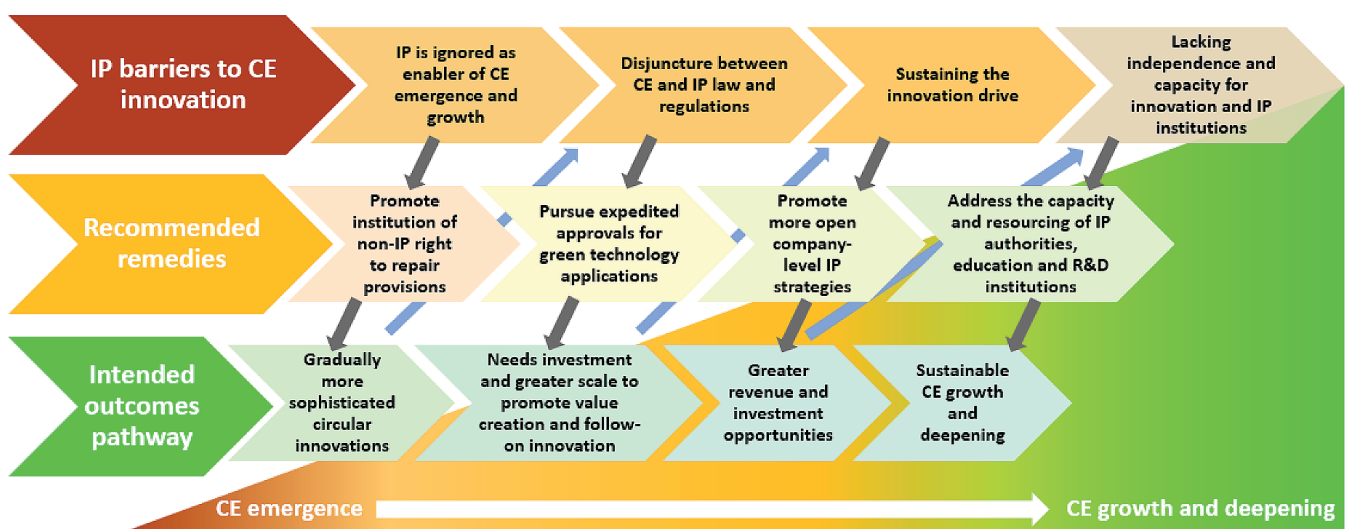 IP barriers to CE
innovation
IP is ignored as
enabler of CE
emergence and
growth
Disjuncture between
CE and IP law and
regulations
Sustaining the
innovation drive
Lacking
independence and
capacity for
innovation and IP
institutions
Recommended
remedies
Promote
institution of
non-IP right
to repair
provisions
Pursue expedited
approvals for
green technology
applications
Promote
more open
company-
level IP
strategies
Address the capacity
and resourcing of IP
authorities,
education and R&D
institutions
Intended
outcomes
pathway
Gradually
more
sophisticated
circular
innovations
Needs investment
and greater scale to
promote value
creation and follow-
on innovation
Greater
revenue and
investment
opportunities
Sustainable
CE growth
and
deepening
CE emergence
CE growth and deepening